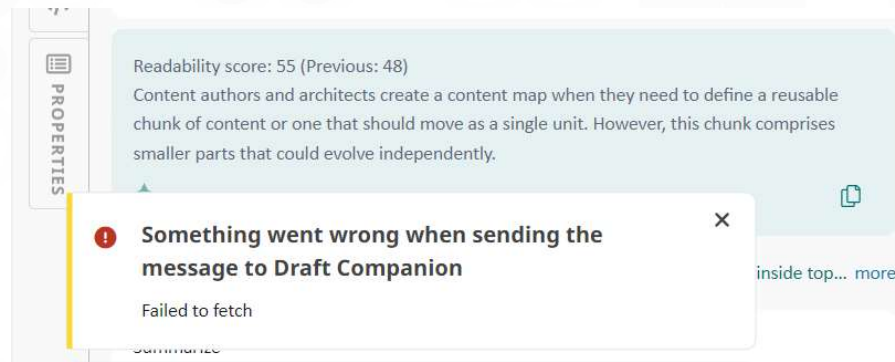 PROPERTIES
Readability score: 55 (Previous: 48)
Content authors and architects create a content map when they need to define a reusable
chunk of content or one that should move as a single unit. However, this chunk comprises
smaller parts that could evolve independently.
Something went wrong when sending the
message to Draft Companion
Failed to fetch
inside top... more
Summarize